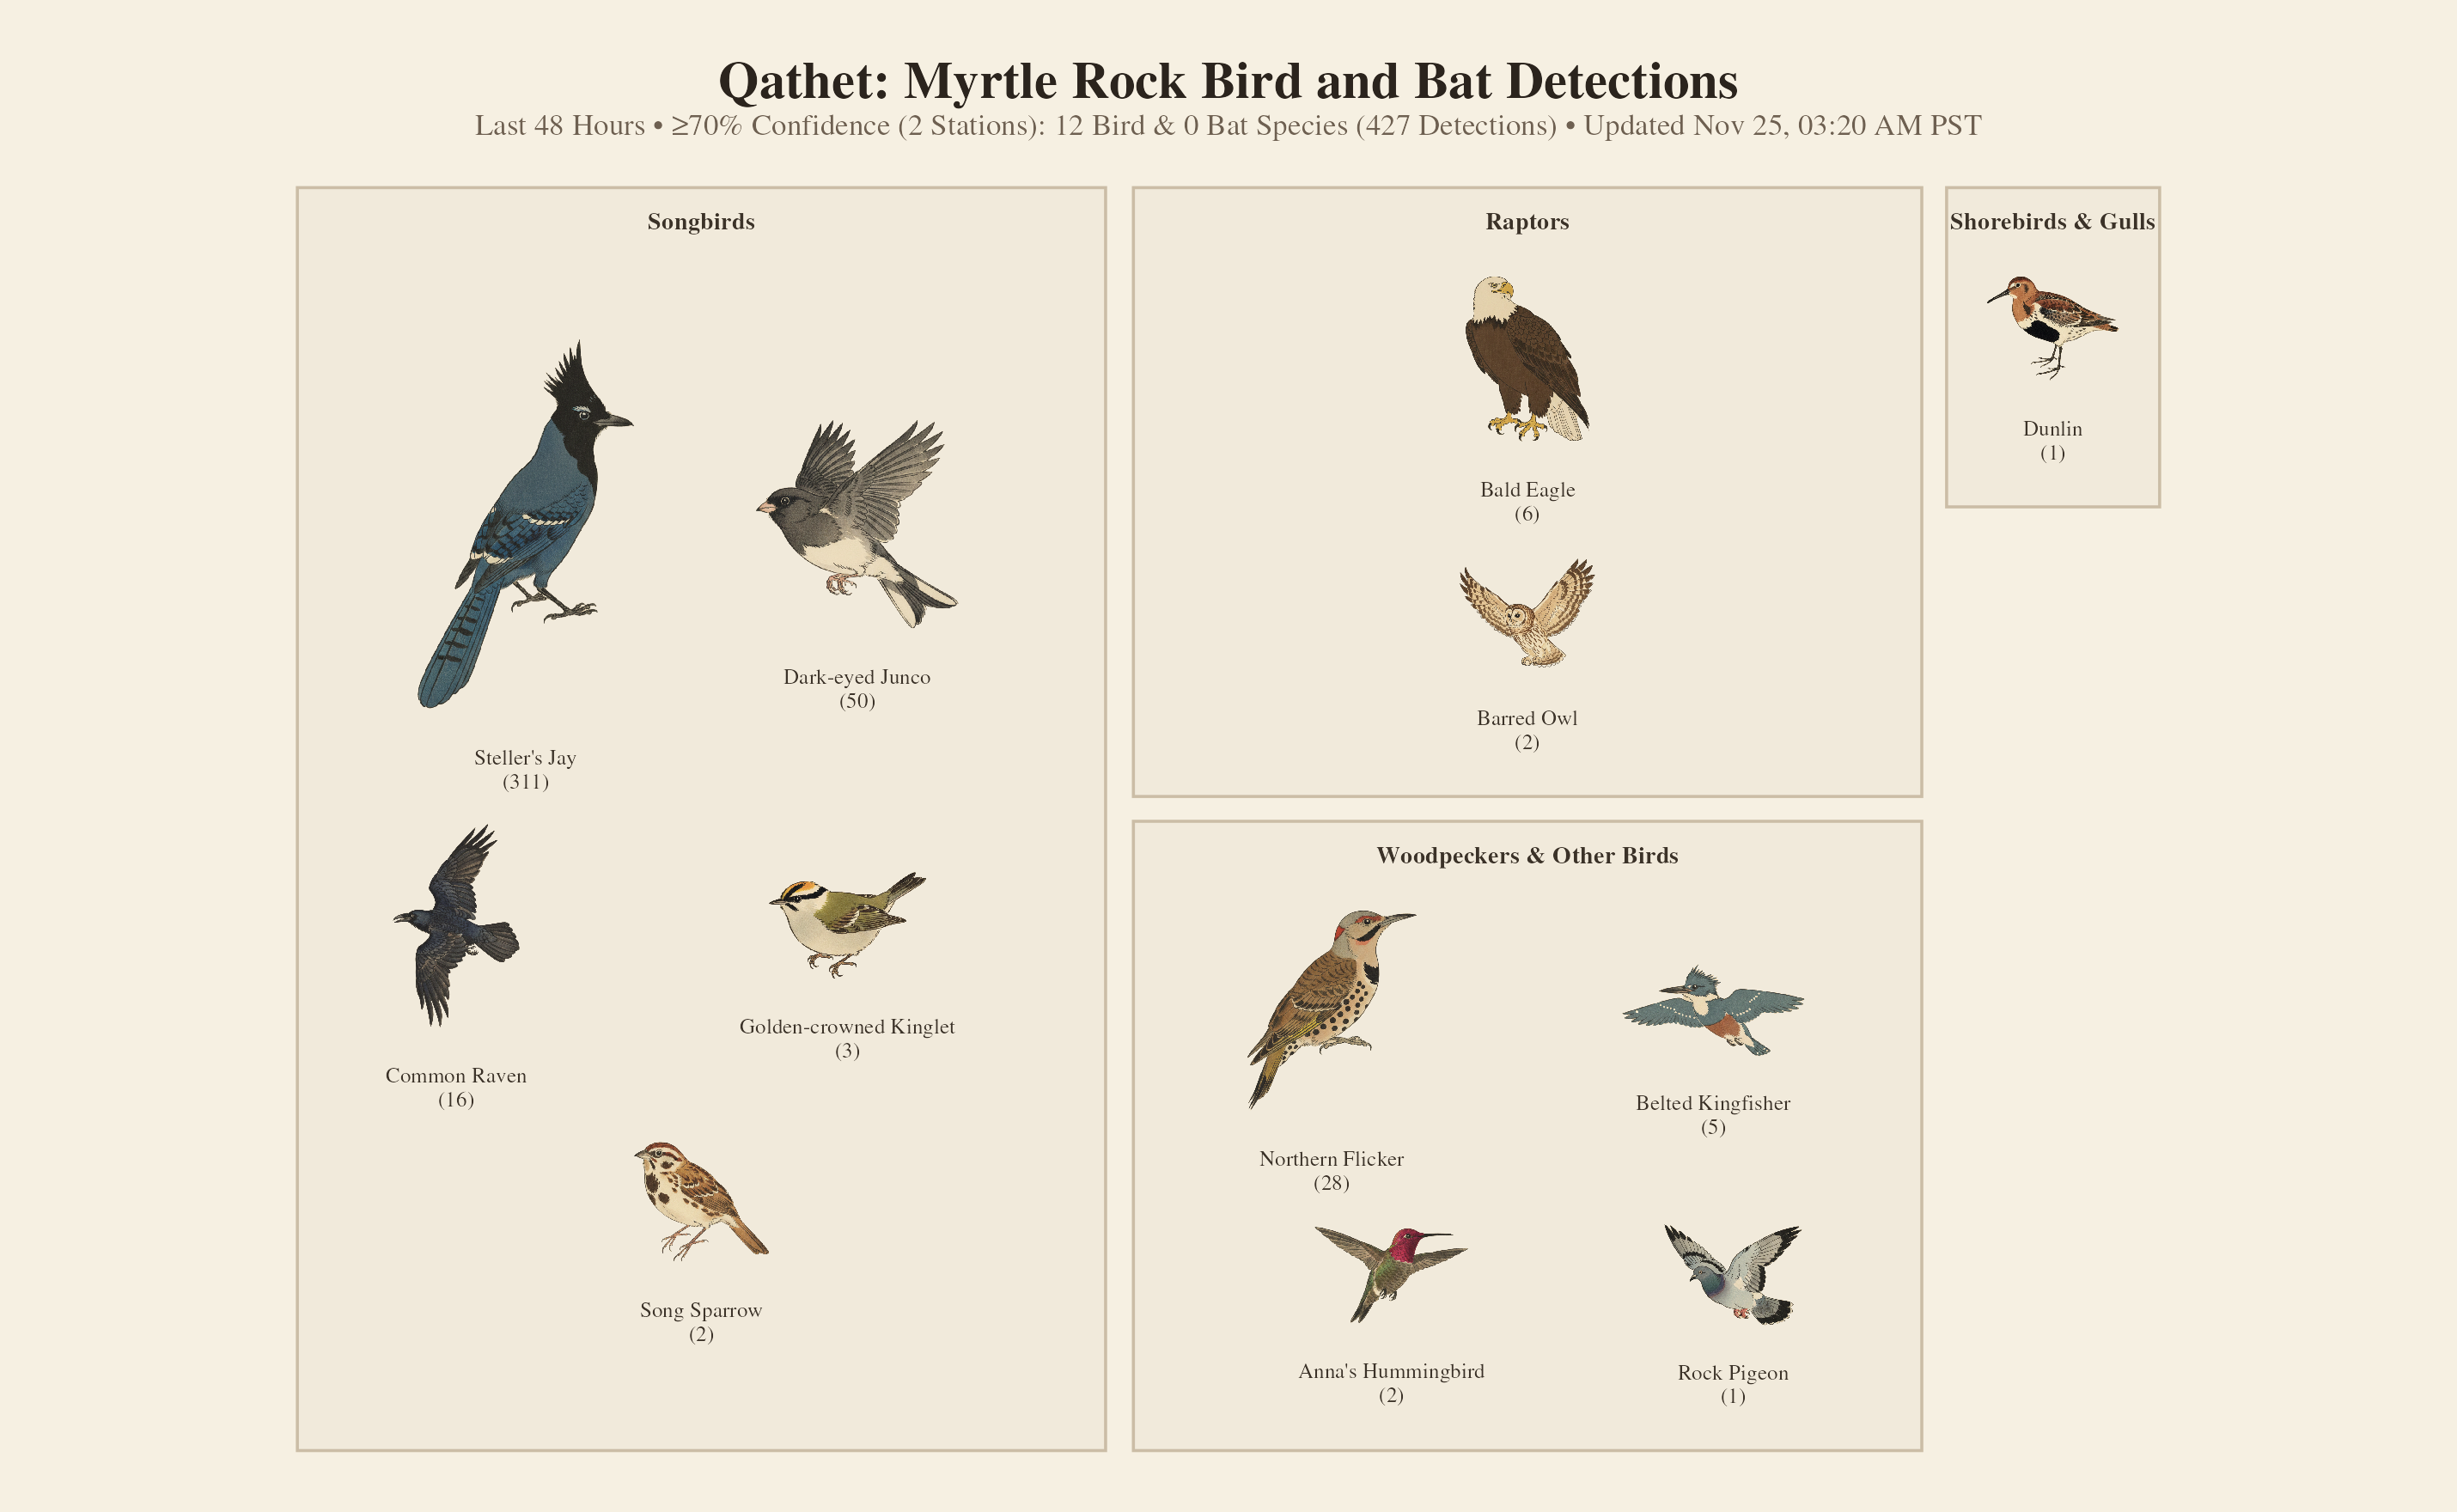 Qathet: Myrtle Rock Bird and Bat Detections
Last 48 Hours • ≥70% Confidence (2 Stations): 12 Bird & 0 Bat Species (427 Detections) • Updated Nov 25, 03:20 AM PST
Songbirds
Steller's Jay
(311)
Dark-eyed Junco
(50)
Common Raven
(16)
Golden-crowned Kinglet
(3)
Song Sparrow
(2)
Raptors
Bald Eagle
(6)
Barred Owl
(2)
Woodpeckers & Other Birds
Northern Flicker
(28)
Belted Kingfisher
(5)
Anna's Hummingbird
(2)
Rock Pigeon
(1)
Shorebirds & Gulls
Dunlin
(1)